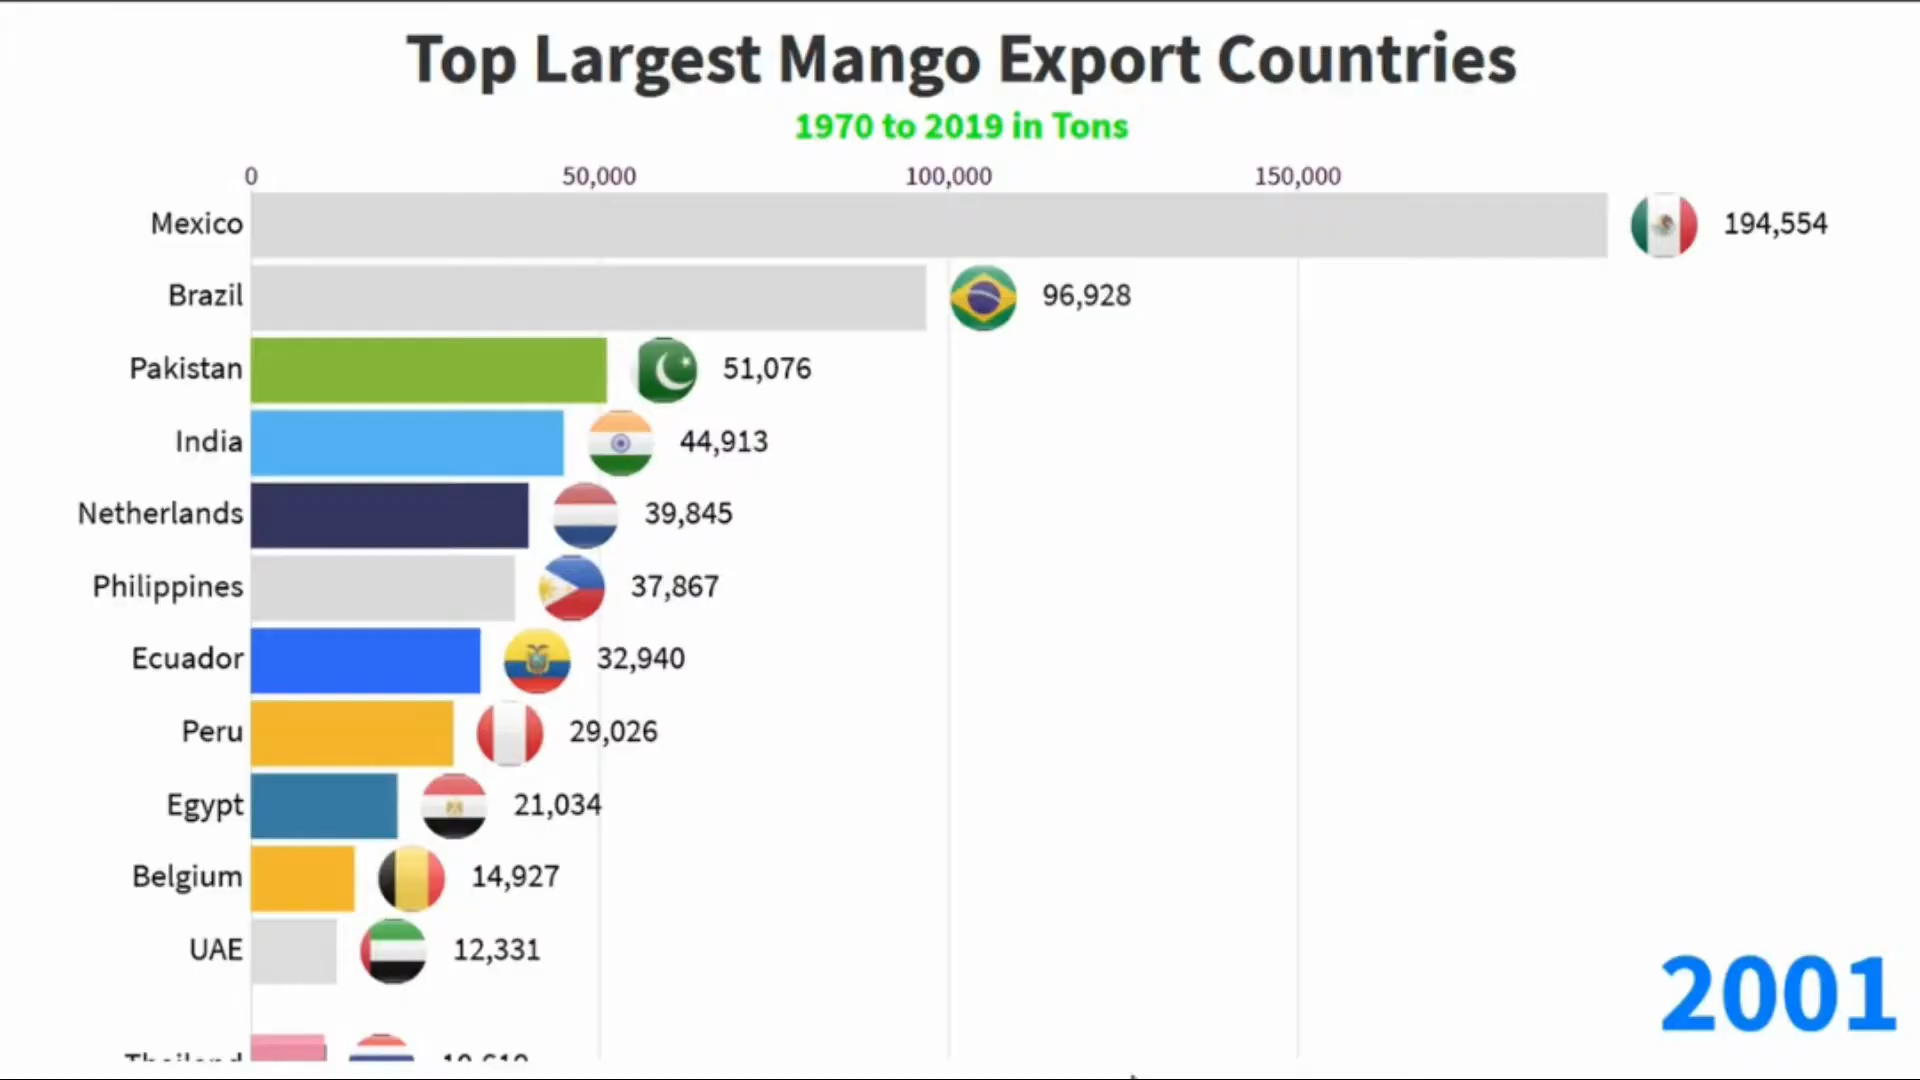 Top Largest Mango Export Countries
1970 to 2019 in Tons
0 50,000 100,000 150,000
Mexico 194,554
Brazil 96,928
Pakistan 51,076
India 44,913
Netherlands 39,845
Philippines 37,867
Ecuador 32,940
Peru 29,026
Egypt 21,034
Belgium 14,927
UAE 12,331
2001
Thailand